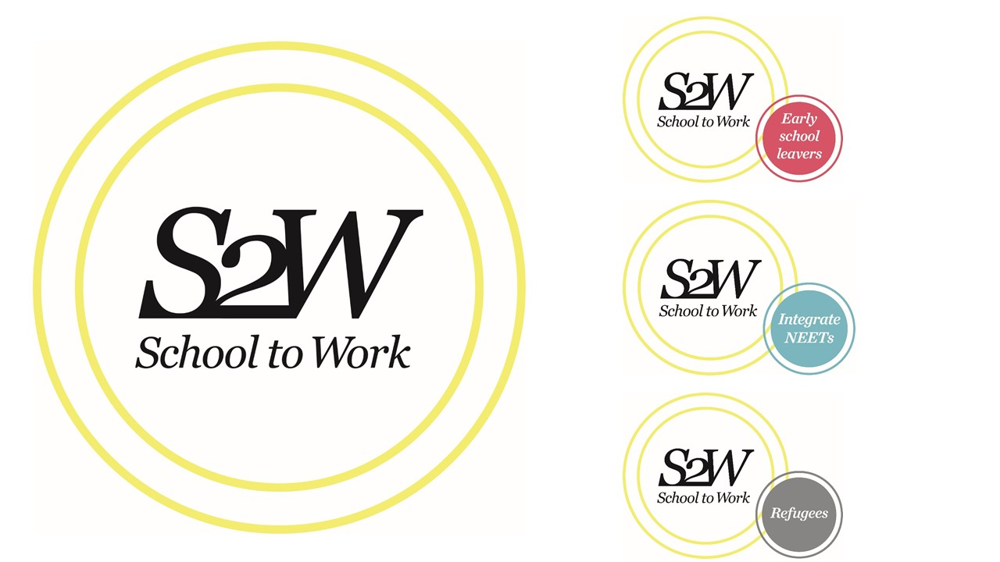 S2W
School to Work
S2W
School to Work
Early
school
leavers
S2W
School to Work
Integrate
NEETs
S2W
School to Work
Refugees